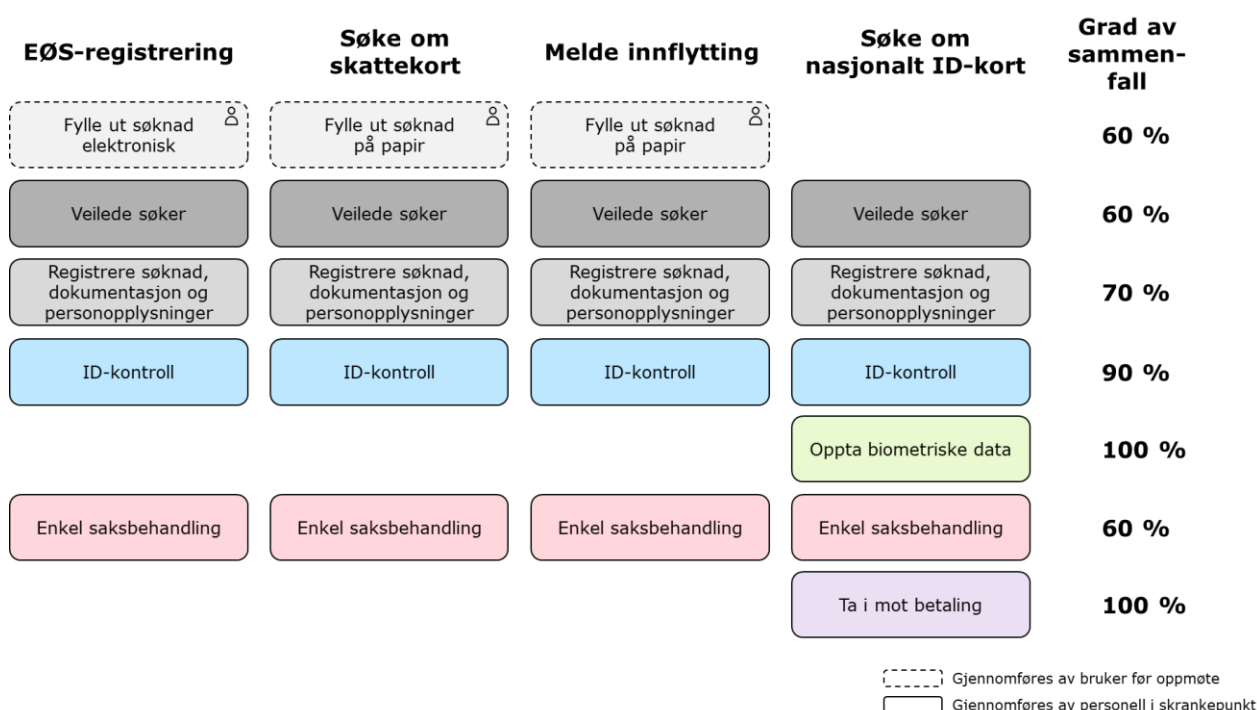 EØS-registrering
Søke om
skattekort
Melde innflytting
Søke om
nasjonalt ID-kort
Grad av
sammen-
fall
Fylle ut søknad
elektronisk
Fylle ut søknad
på papir
Fylle ut søknad
på papir
60 %
Veilede søker
Veilede søker
Veilede søker
Veilede søker
60 %
Registrere søknad,
dokumentasjon og
personopplysninger
Registrere søknad,
dokumentasjon og
personopplysninger
Registrere søknad,
dokumentasjon og
personopplysninger
Registrere søknad,
dokumentasjon og
personopplysninger
70 %
ID-kontroll
ID-kontroll
ID-kontroll
ID-kontroll
90 %
Oppta biometriske data
100 %
Enkel saksbehandling
Enkel saksbehandling
Enkel saksbehandling
Enkel saksbehandling
60 %
Ta i mot betaling
100 %
Gjennomføres av bruker før oppmøte
Gjennomføres av personell i skrankepunkt